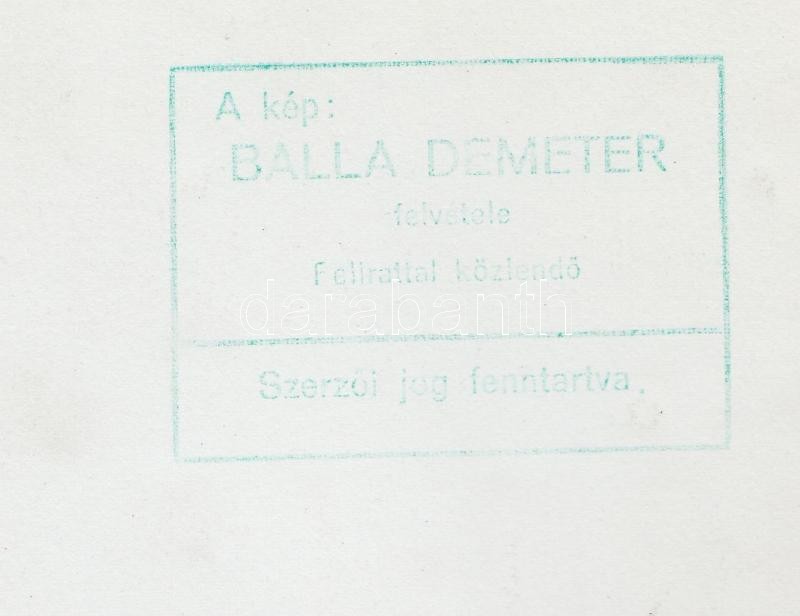 A kép:
BALLA DEMETER
felvétele
Felirattal közlendő
darabanth
Szerzői jog fenntartva.